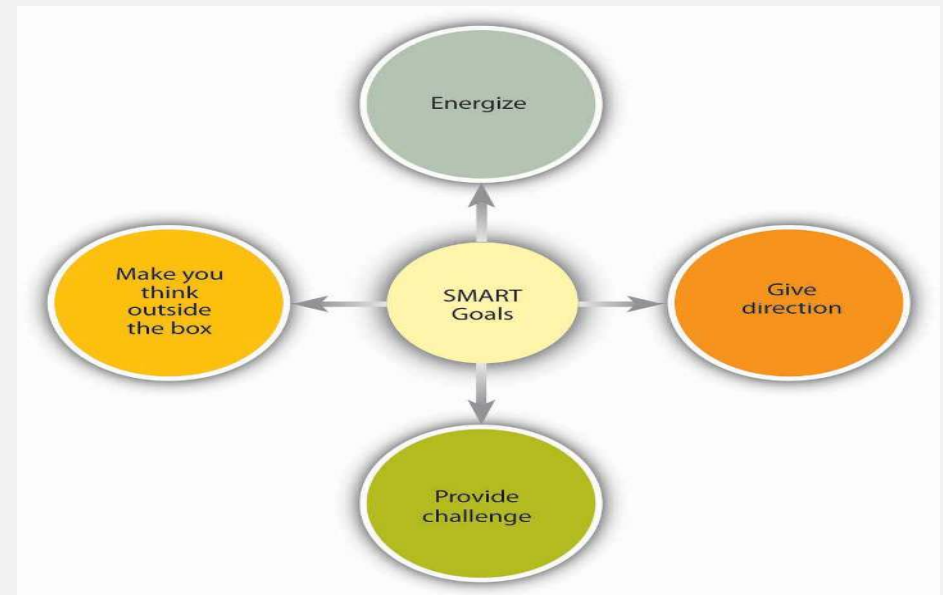 Energize
Make you
think
outside
the box
SMART
Goals
Give
direction
Provide
challenge